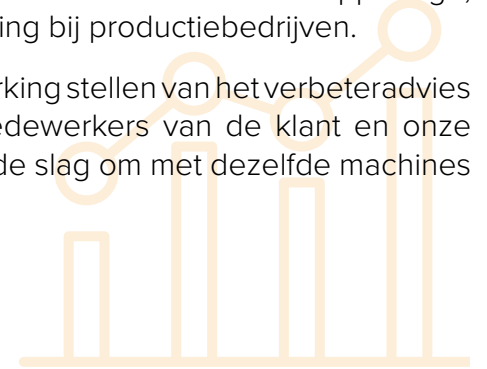 ing bij productiebedrijven.
rking stellen van het verbeteradvies
edewerkers van de klant en onze
de slag om met dezelfde machines